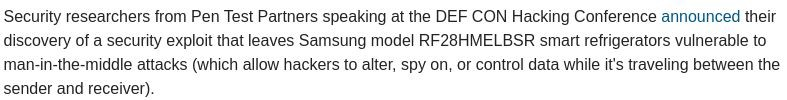 Security researchers from Pen Test Partners speaking at the DEF CON Hacking Conference announced their
discovery of a security exploit that leaves Samsung model RF28HMELBSR smart refrigerators vulnerable to
man-in-the-middle attacks (which allow hackers to alter, spy on, or control data while it's traveling between the
sender and receiver).